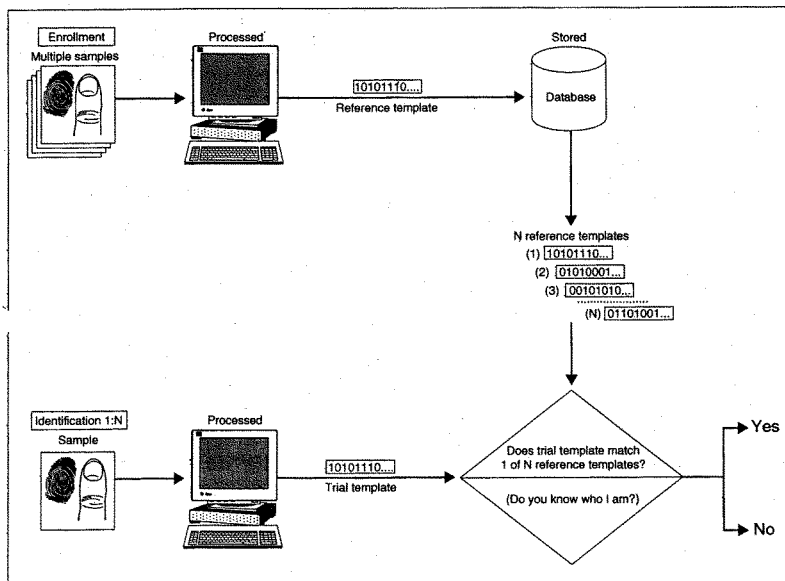 Enrollment
Multiple samples
Processed
10101110....
Reference template
Stored
Database
N reference templates
(1) 10101110...
(2) 01010001...
(3) 00101010...
(N) 01101001...
Identification 1:N
Sample
Processed
10101110....
Trial template
Does trial template match
1 of N reference templates?
(Do you know who I am?)
Yes
No